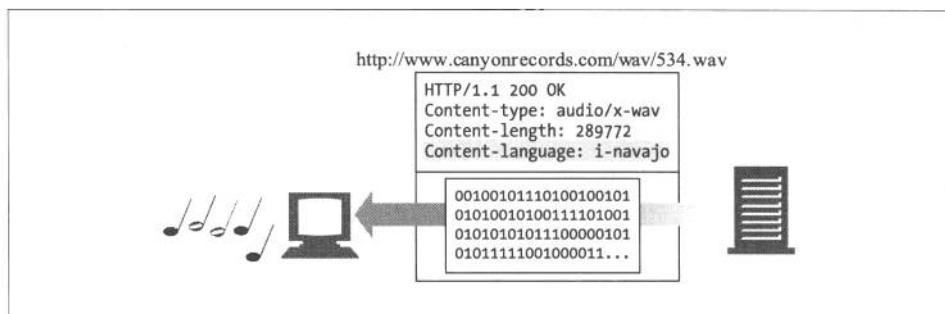 http://www.canyonrecords.com/wav/534.wav
HTTP/1.1 200 OK
Content-type: audio/x-wav
Content-length: 289772
Content-language: i-navajo
00100101110100100101
01010010100111101001
01010101011100000101
01011111001000011...